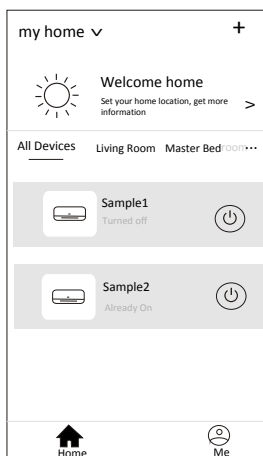 my home
+
Welcome home
Set your home location, get more
information
>
All Devices Living Room Master Bedroom ...
Sample1
Turned off
Sample2
Already On
Home Me